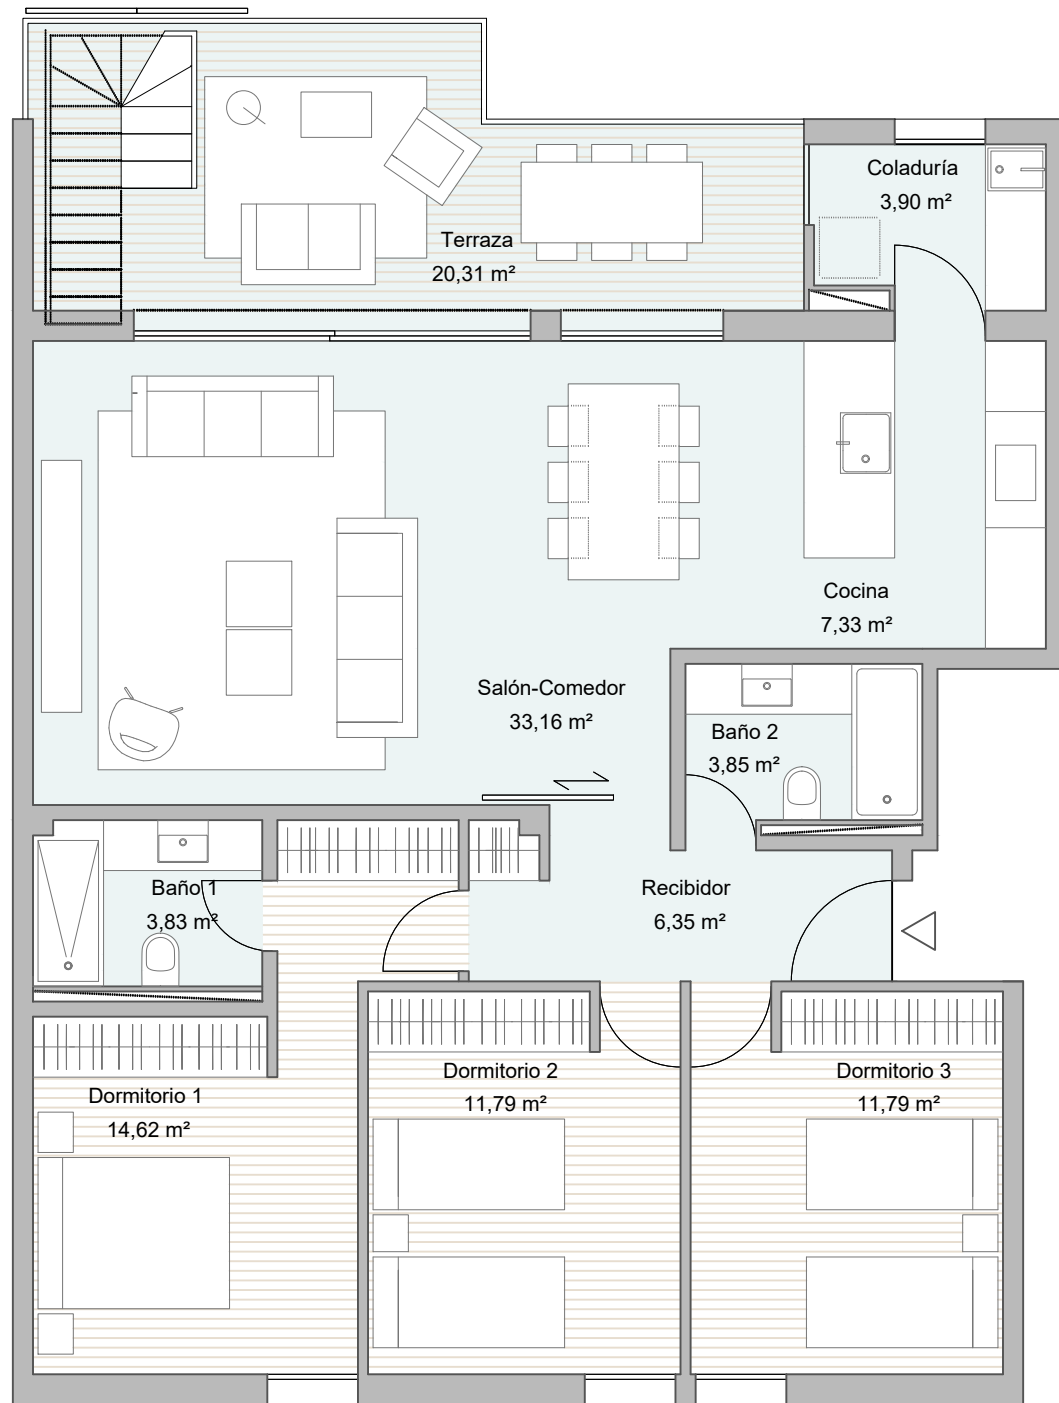 Coladuría
3,90 m²
Terraza
20,31 m²
Cocina
7,33 m²
Salón-Comedor
33,16 m²
Baño 2
3,85 m²
Baño 1
3,83 m²
Recibidor
6,35 m²
Dormitorio 1
14,62 m²
Dormitorio 2
11,79 m²
Dormitorio 3
11,79 m²